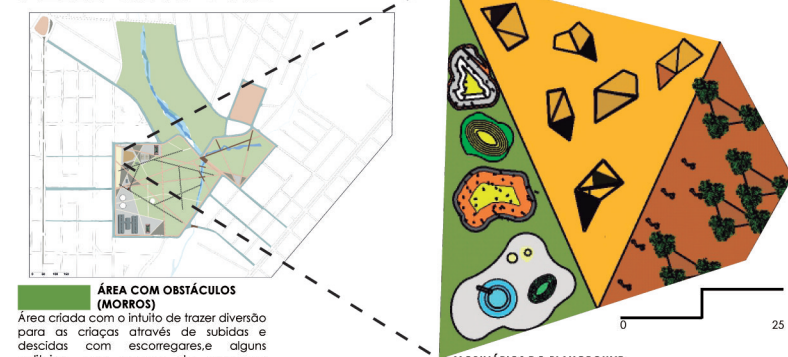 ÁREA COM OBSTÁCULOS
(MORROS)
Área criada com o intuito de trazer diversão
para as criaças através de subidas e
descidas com escorregares,e alguns
0
25